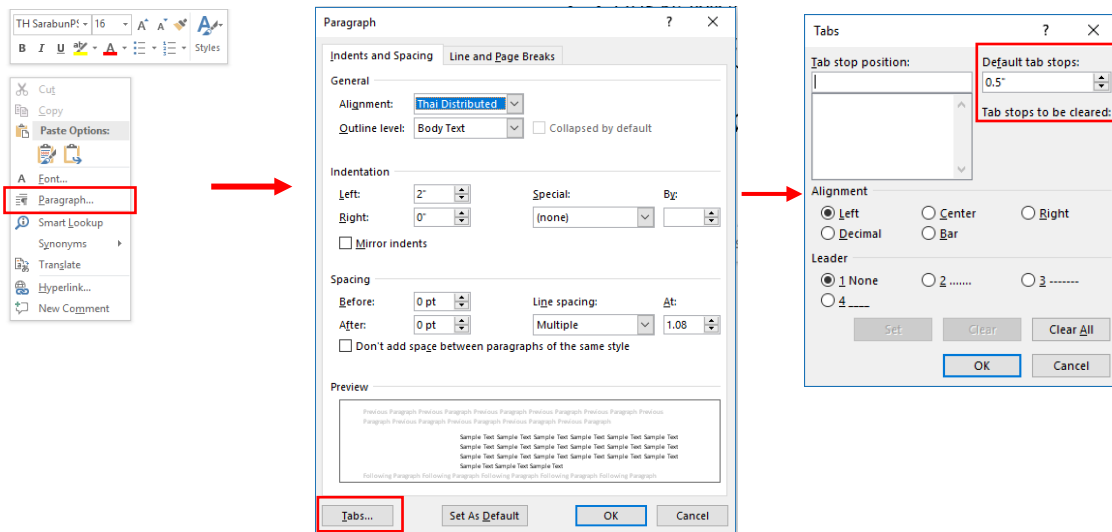 TH SarabunPS 16 A A A
B I U aby A Styles
Cut
Copy
Paste Options:
A Font...
Paragraph...
Smart Lookup
Synonyms
Translate
Hyperlink...
New Comment
Paragraph ? ×
Indents and Spacing Line and Page Breaks
General
Alignment: Thai Distributed
Outline level: Body Text Collapsed by default
Indentation
Left: 2" Special: By:
Right: 0" (none)
Mirror indents
Spacing
Before: 0 pt Line spacing: At:
After: 0 pt Multiple 1.08
Don't add space between paragraphs of the same style
Preview
Previous Paragraph Previous Paragraph Previous Paragraph Previous Paragraph Previous Paragraph Previous
Paragraph Previous Paragraph Previous Paragraph Previous Paragraph Previous Paragraph
Sample Text Sample Text Sample Text Sample Text Sample Text Sample Text
Sample Text Sample Text Sample Text Sample Text Sample Text Sample Text
Sample Text Sample Text Sample Text Sample Text Sample Text Sample Text
Sample Text Sample Text Sample Text
Following Paragraph Following Paragraph Following Paragraph Following Paragraph Following Paragraph
Tabs... Set As Default OK Cancel
Tabs ? ×
Tab stop position: Default tab stops:
0.5"
Tab stops to be cleared:
Alignment
Left Center Right
Decimal Bar
Leader
1 None 2 ....... 3 -------
4 ____
Set Clear Clear All
OK Cancel